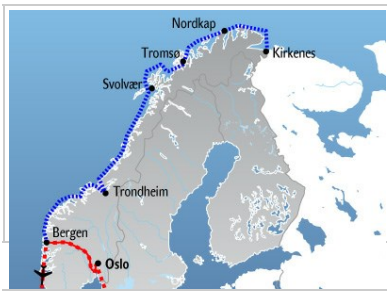 Nordkap
Tromsø
Kirkenes
Svolvær
Trondheim
Bergen
Oslo